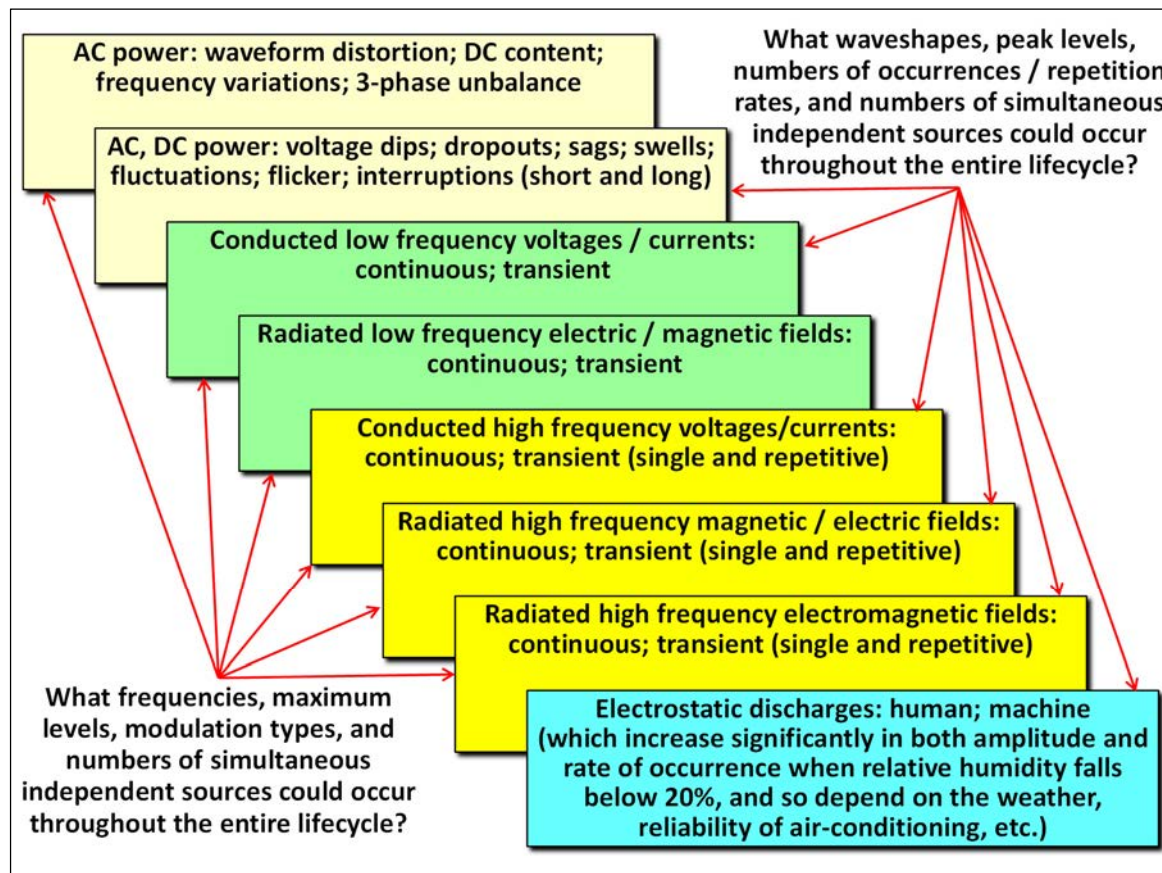 AC power: waveform distortion; DC content;
frequency variations; 3-phase unbalance
What waveshapes, peak levels,
numbers of occurrences / repetition
rates, and numbers of simultaneous
independent sources could occur
throughout the entire lifecycle?
AC, DC power: voltage dips; dropouts; sags; swells;
fluctuations; flicker; interruptions (short and long)
Conducted low frequency voltages / currents:
continuous; transient
Radiated low frequency electric / magnetic fields:
continuous; transient
Conducted high frequency voltages/currents:
continuous; transient (single and repetitive)
Radiated high frequency magnetic / electric fields:
continuous; transient (single and repetitive)
Radiated high frequency electromagnetic fields:
continuous; transient (single and repetitive)
What frequencies, maximum
levels, modulation types, and
numbers of simultaneous
independent sources could occur
throughout the entire lifecycle?
Electrostatic discharges: human; machine
(which increase significantly in both amplitude and
rate of occurrence when relative humidity falls
below 20%, and so depend on the weather,
reliability of air-conditioning, etc.)